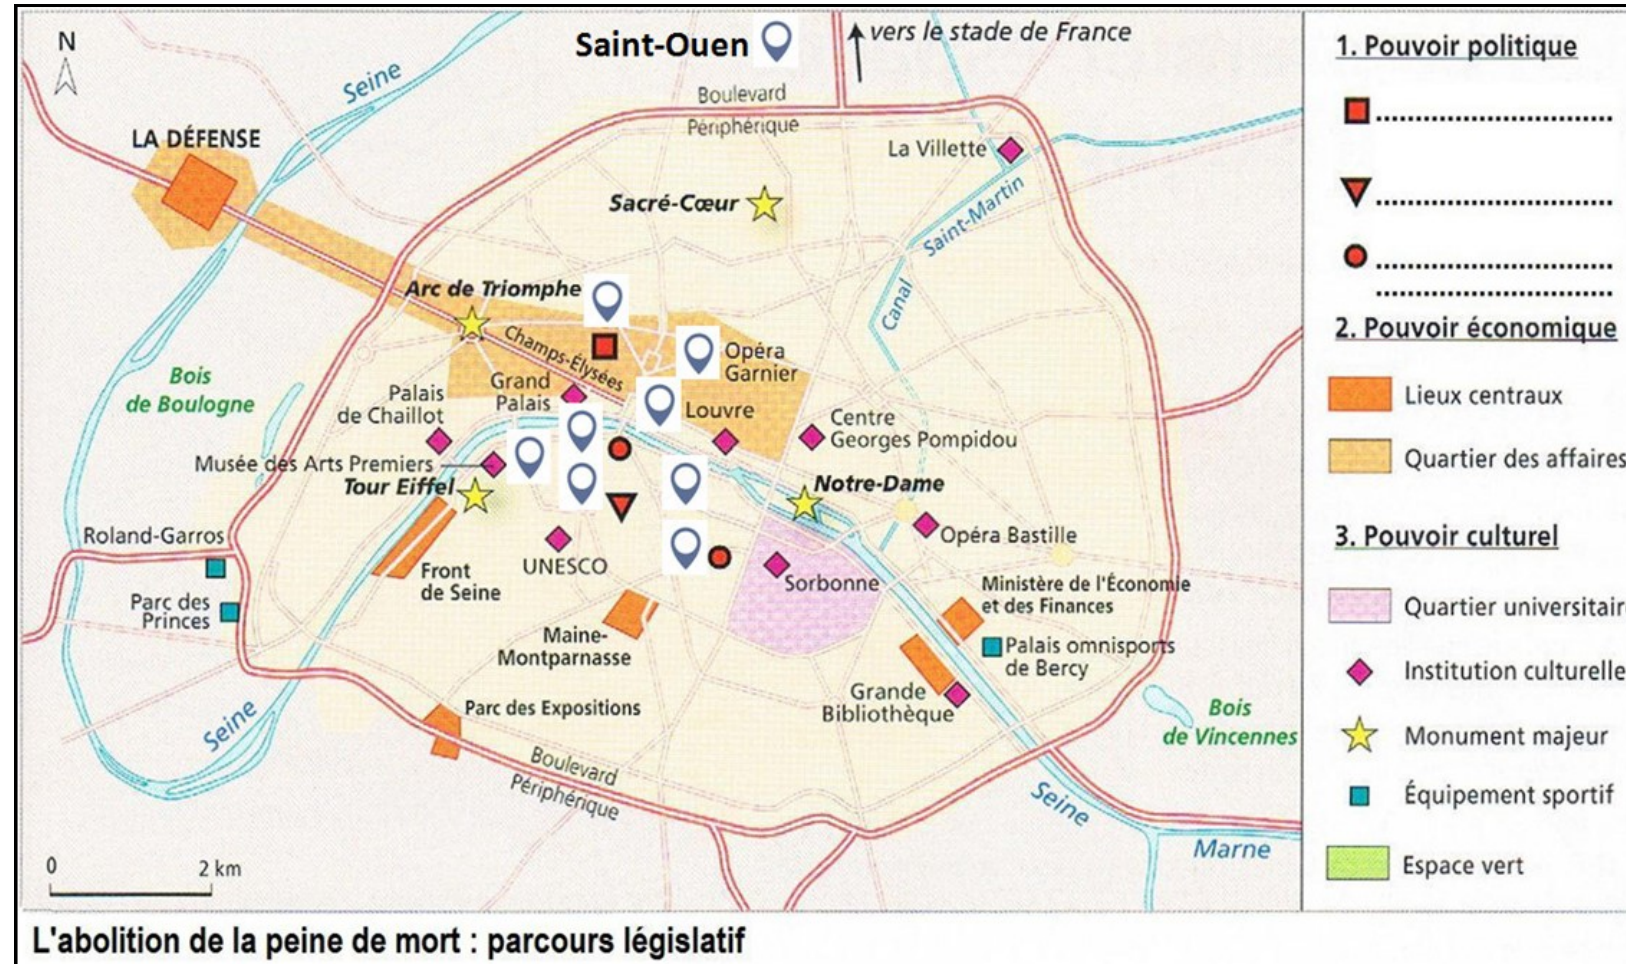 N
Saint-Ouen
vers le stade de France
Seine
Boulevard
Périphérique
LA DÉFENSE
La Villette
Sacré-Cœur
Saint-Martin
Canal
Arc de Triomphe
Champs-Élysées
Opéra
Garnier
Bois
de Boulogne
Palais
de Chaillot
Grand
Palais
Louvre
Centre
Georges Pompidou
Musée des Arts Premiers
Tour Eiffel
Notre-Dame
Roland-Garros
Opéra Bastille
UNESCO
Front
de Seine
Sorbonne
Ministère de l'Économie
et des Finances
Parc des
Princes
Maine-
Montparnasse
Palais omnisports
de Bercy
Grande
Bibliothèque
Parc des Expositions
Bois
de Vincennes
Seine
Boulevard
Périphérique
Seine
Marne
0 2 km
1. Pouvoir politique
..............................
..............................
..............................
..............................
2. Pouvoir économique
Lieux centraux
Quartier des affaires
3. Pouvoir culturel
Quartier universitair
Institution culturelle
Monument majeur
Équipement sportif
Espace vert
L'abolition de la peine de mort : parcours législatif